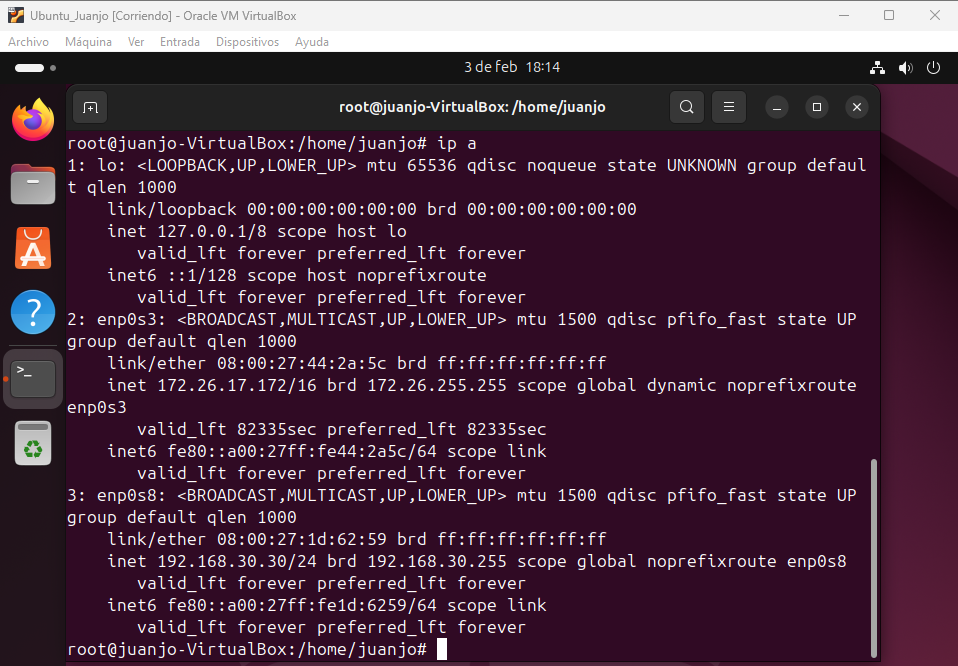 Ubuntu_Juanjo [Corriendo] - Oracle VM VirtualBox
Archivo Máquina Ver Entrada Dispositivos Ayuda
3 de feb 18:14
root@juanjo-VirtualBox: /home/juanjo
root@juanjo-VirtualBox:/home/juanjo# ip a
1: lo: <LOOPBACK,UP,LOWER_UP> mtu 65536 qdisc noqueue state UNKNOWN group defaul
t qlen 1000
    link/loopback 00:00:00:00:00:00 brd 00:00:00:00:00:00
    inet 127.0.0.1/8 scope host lo
       valid_lft forever preferred_lft forever
    inet6 ::1/128 scope host noprefixroute
       valid_lft forever preferred_lft forever
2: enp0s3: <BROADCAST,MULTICAST,UP,LOWER_UP> mtu 1500 qdisc pfifo_fast state UP
group default qlen 1000
    link/ether 08:00:27:44:2a:5c brd ff:ff:ff:ff:ff:ff
    inet 172.26.17.172/16 brd 172.26.255.255 scope global dynamic noprefixroute
enp0s3
       valid_lft 82335sec preferred_lft 82335sec
    inet6 fe80::a00:27ff:fe44:2a5c/64 scope link
       valid_lft forever preferred_lft forever
3: enp0s8: <BROADCAST,MULTICAST,UP,LOWER_UP> mtu 1500 qdisc pfifo_fast state UP
group default qlen 1000
    link/ether 08:00:27:1d:62:59 brd ff:ff:ff:ff:ff:ff
    inet 192.168.30.30/24 brd 192.168.30.255 scope global noprefixroute enp0s8
       valid_lft forever preferred_lft forever
    inet6 fe80::a00:27ff:fe1d:6259/64 scope link
       valid_lft forever preferred_lft forever
root@juanjo-VirtualBox:/home/juanjo#